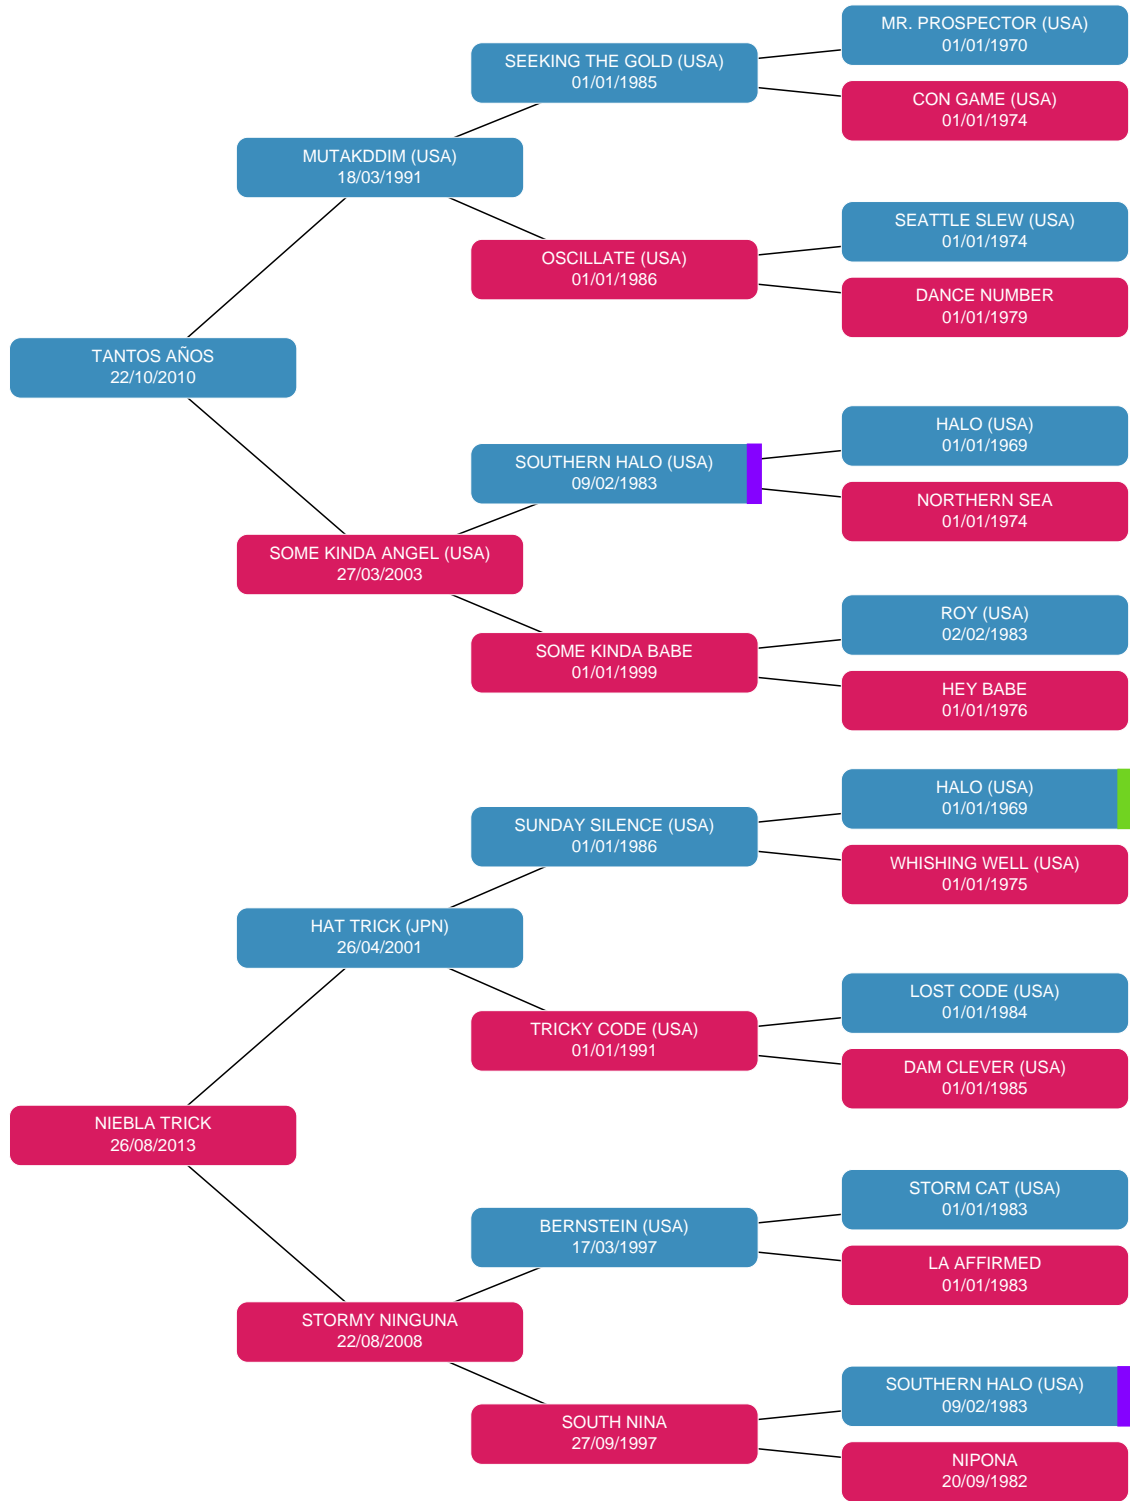 MR. PROSPECTOR (USA)
01/01/1970
SEEKING THE GOLD (USA)
01/01/1985
CON GAME (USA)
01/01/1974
MUTAKDDIM (USA)
18/03/1991
SEATTLE SLEW (USA)
01/01/1974
OSCILLATE (USA)
01/01/1986
DANCE NUMBER
01/01/1979
TANTOS AÑOS
22/10/2010
HALO (USA)
01/01/1969
SOUTHERN HALO (USA)
09/02/1983
NORTHERN SEA
01/01/1974
SOME KINDA ANGEL (USA)
27/03/2003
ROY (USA)
02/02/1983
SOME KINDA BABE
01/01/1999
HEY BABE
01/01/1976
HALO (USA)
01/01/1969
SUNDAY SILENCE (USA)
01/01/1986
WHISHING WELL (USA)
01/01/1975
HAT TRICK (JPN)
26/04/2001
LOST CODE (USA)
01/01/1984
TRICKY CODE (USA)
01/01/1991
DAM CLEVER (USA)
01/01/1985
NIEBLA TRICK
26/08/2013
STORM CAT (USA)
01/01/1983
BERNSTEIN (USA)
17/03/1997
LA AFFIRMED
01/01/1983
STORMY NINGUNA
22/08/2008
SOUTHERN HALO (USA)
09/02/1983
SOUTH NINA
27/09/1997
NIPONA
20/09/1982